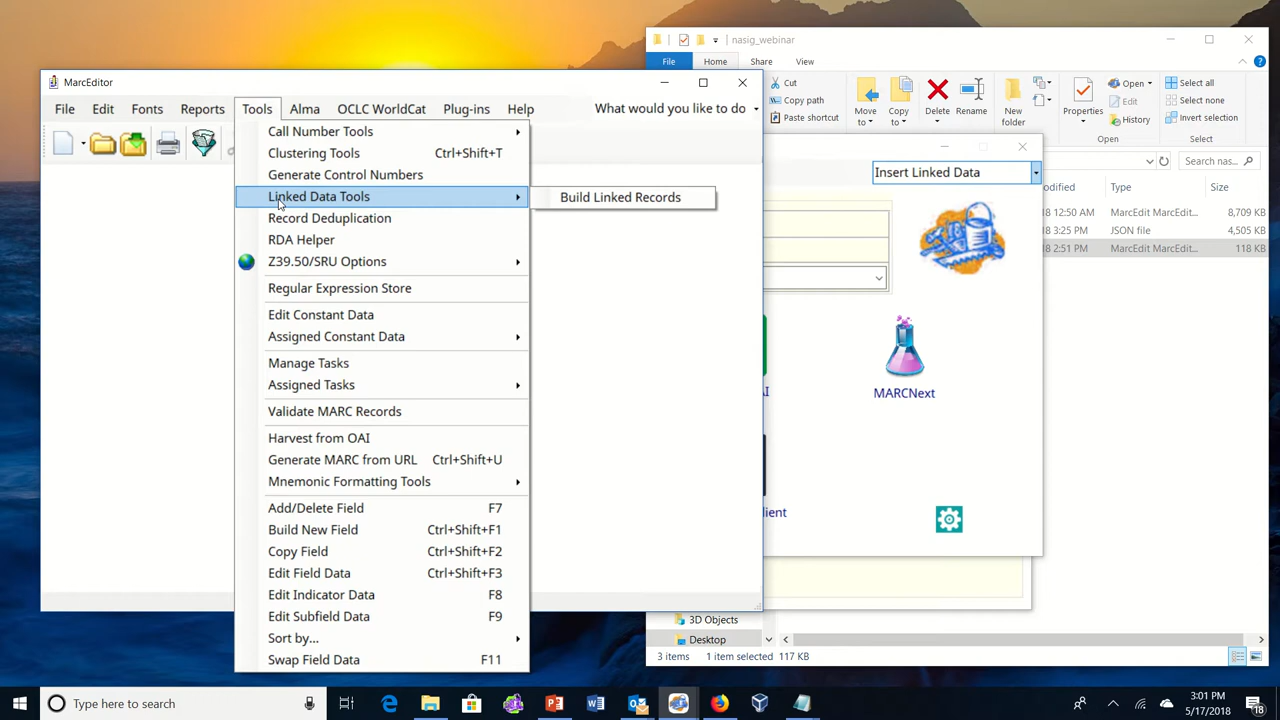 nasig_webinar
File
Home
Share
View
Cut
Copy path
Paste shortcut
Move to
Copy to
Delete
Rename
New folder
Properties
Open
Edit
History
Open
Select all
Select none
Invert selection
Select
Search nas...
Type
Size
18 12:50 AM MarcEdit MarcEdit... 8,709 KB
18 3:25 PM JSON file 4,505 KB
18 2:51 PM MarcEdit MarcEdit... 118 KB
MarcEditor
File Edit Fonts Reports Tools Alma OCLC WorldCat Plug-ins Help What would you like to do
Call Number Tools
Clustering Tools Ctrl+Shift+T
Generate Control Numbers
Linked Data Tools
Build Linked Records
Record Deduplication
RDA Helper
Z39.50/SRU Options
Regular Expression Store
Edit Constant Data
Assigned Constant Data
Manage Tasks
Assigned Tasks
Validate MARC Records
Harvest from OAI
Generate MARC from URL Ctrl+Shift+U
Mnemonic Formatting Tools
Add/Delete Field F7
Build New Field Ctrl+Shift+F1
Copy Field Ctrl+Shift+F2
Edit Field Data Ctrl+Shift+F3
Edit Indicator Data F8
Edit Subfield Data F9
Sort by...
Swap Field Data F11
Insert Linked Data
AI
MARCNext
lient
3D Objects
Desktop
3 items 1 item selected 117 KB
Type here to search
3:01 PM
5/17/2018
18